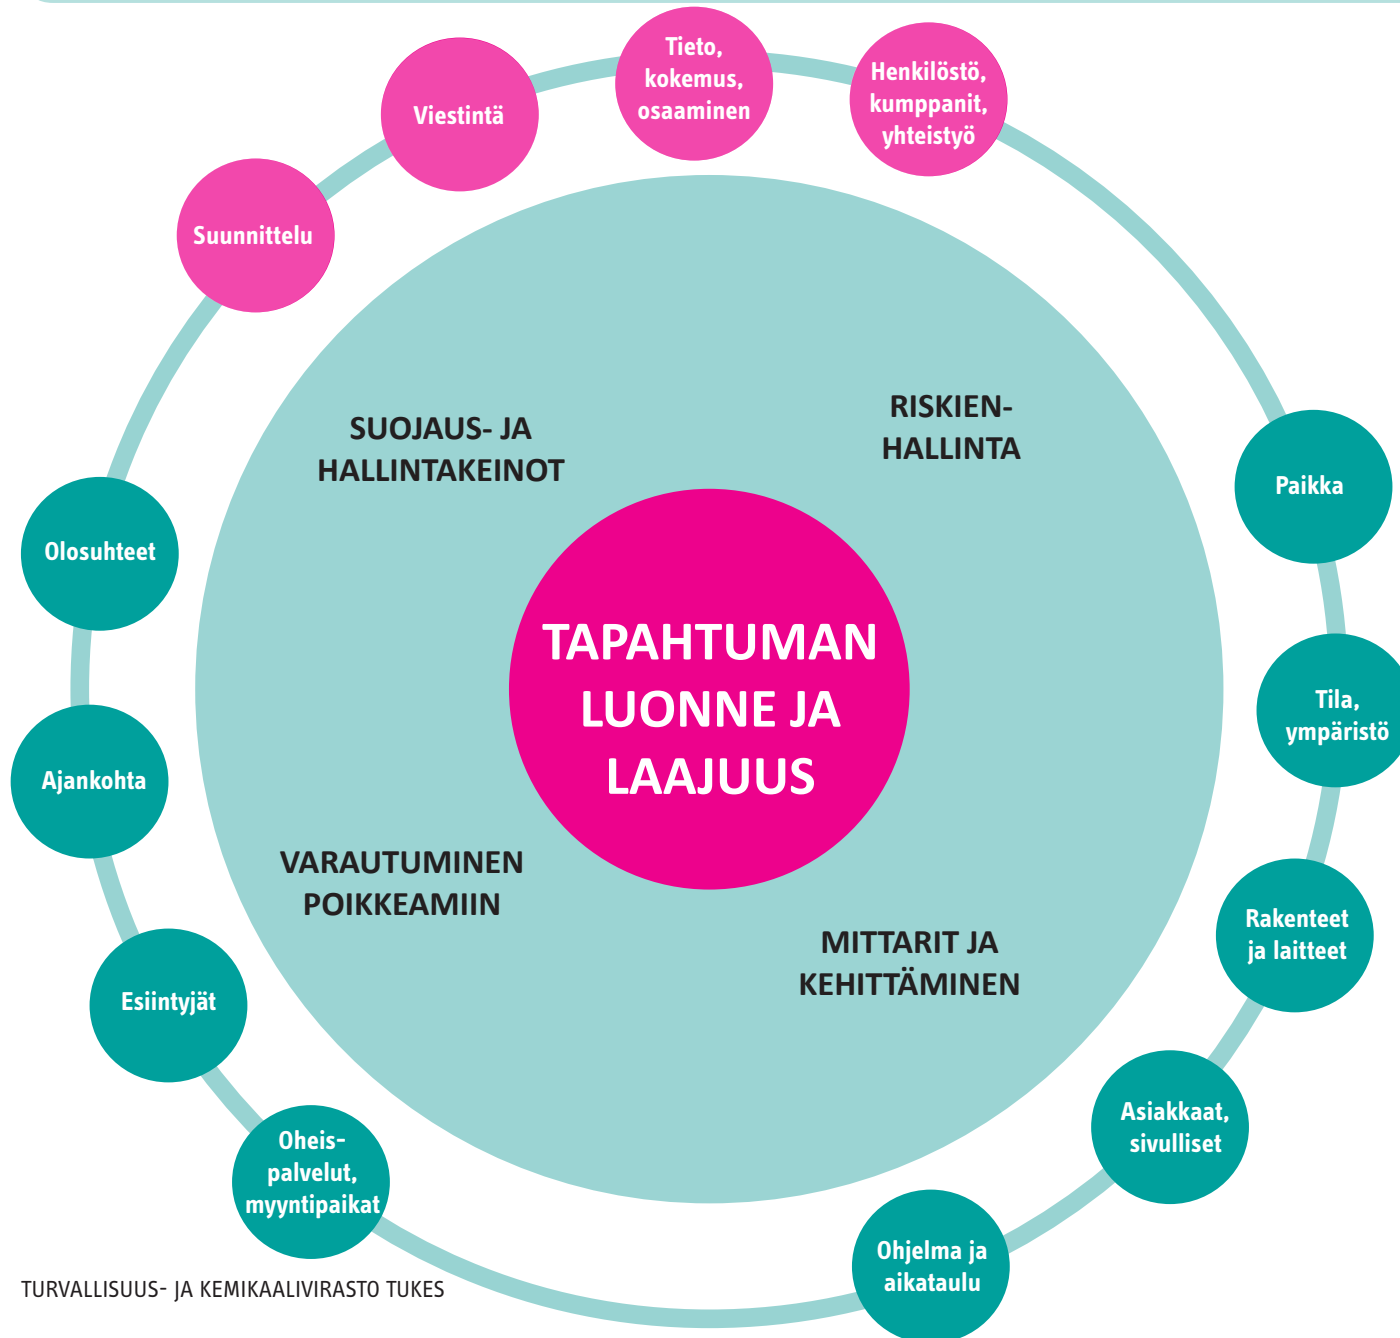 Tieto,
kokemus,
osaaminen
Henkilöstö,
kumppanit,
yhteistyö
Viestintä
Suunnittelu
SUOJAUS- JA
HALLINTAKEINOT
RISKIEN-
HALLINTA
Paikka
Olosuhteet
TAPAHTUMAN
LUONNE JA
LAAJUUS
Tila,
ympäristö
Ajankohta
VARAUTUMINEN
POIKKEAMIIN
MITTARIT JA
KEHITTÄMINEN
Rakenteet
ja laitteet
Esiintyjät
Asiakkaat,
sivulliset
Oheis-
palvelut,
myyntipaikat
Ohjelma ja
aikataulu
TURVALLISUUS- JA KEMIKAALIVIRASTO TUKES